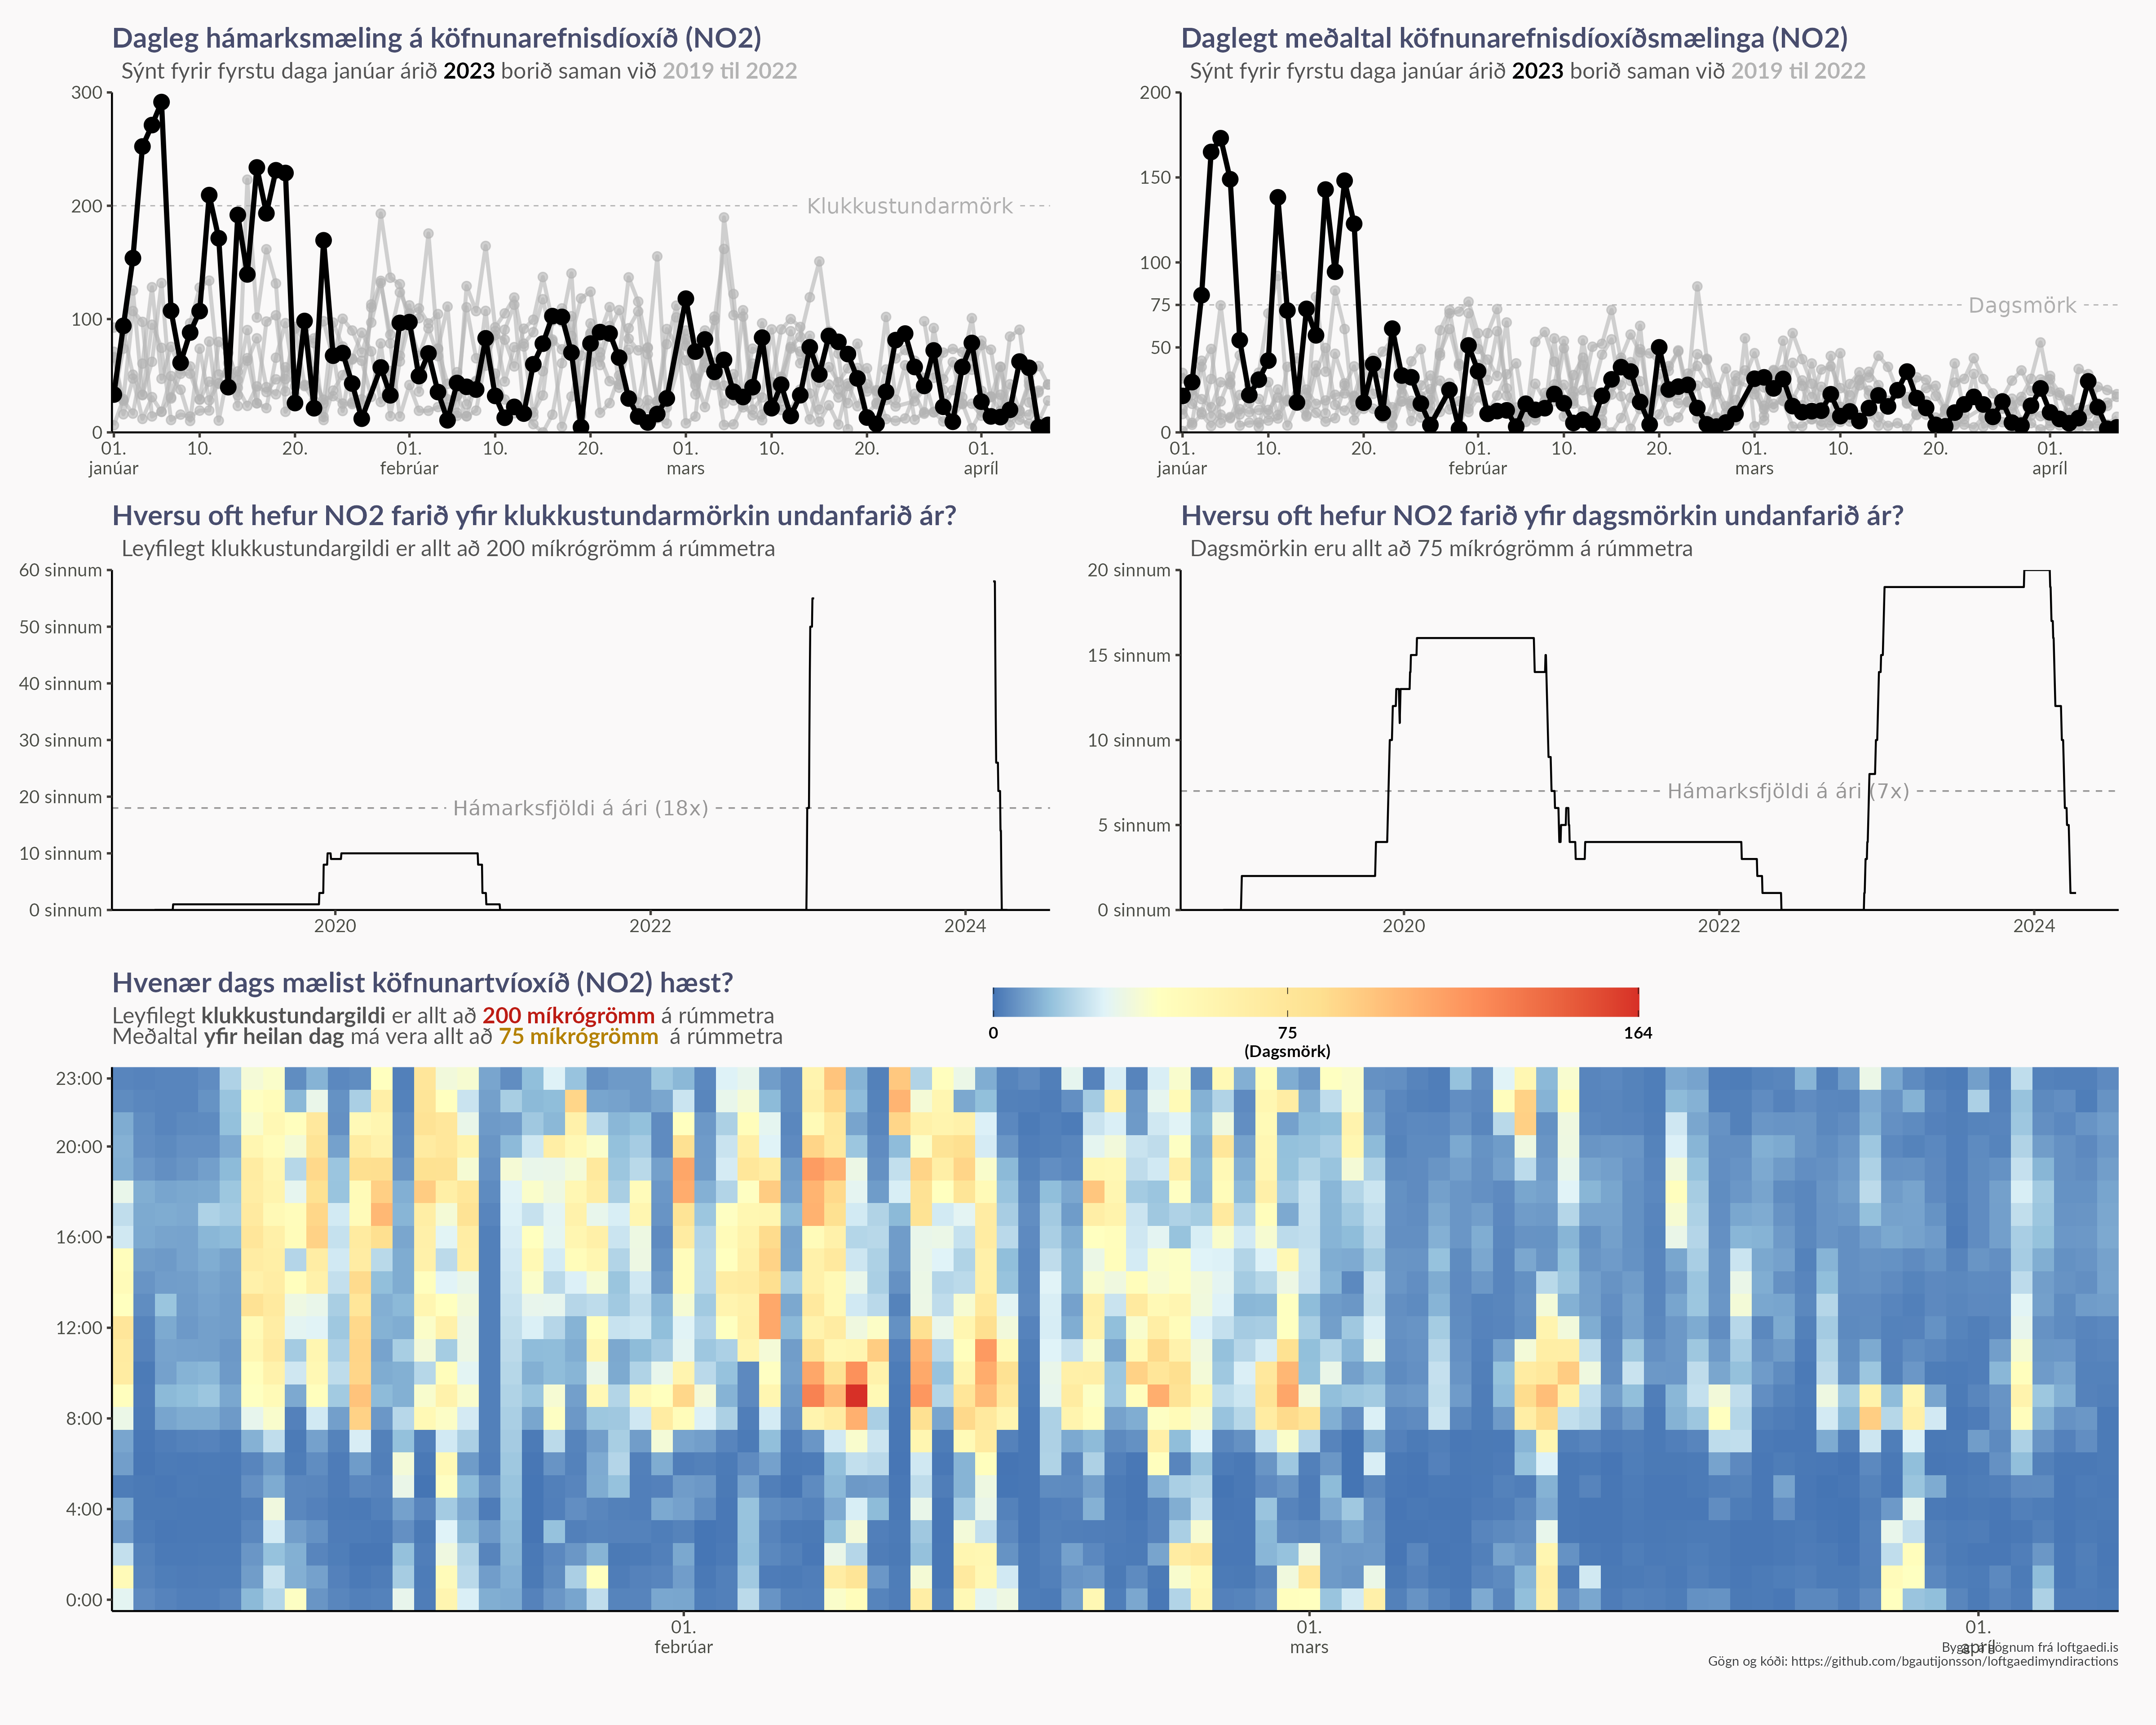 Dagleg hámarksmæling á köfnunarefnisdíoxíð (NO2)
Sýnt fyrir fyrstu daga janúar árið 2023 borið saman við 2019 til 2022
300
200
100
0
Klukkustundarmörk
01. 10. 20. 01. 10. 20. 01. 10. 20. 01.
janúar febrúar mars apríl
Daglegt meðaltal köfnunarefnisdíoxíðsmælinga (NO2)
Sýnt fyrir fyrstu daga janúar árið 2023 borið saman við 2019 til 2022
200
150
100
75
50
0
Dagsmörk
01. 10. 20. 01. 10. 20. 01. 10. 20. 01.
janúar febrúar mars apríl
Hversu oft hefur NO2 farið yfir klukkustundarmörkin undanfarið ár?
Leyfilegt klukkustundargildi er allt að 200 míkrógrömm á rúmmetra
60 sinnum
50 sinnum
40 sinnum
30 sinnum
20 sinnum
10 sinnum
0 sinnum
Hámarksfjöldi á ári (18x)
2020 2022 2024
Hversu oft hefur NO2 farið yfir dagsmörkin undanfarið ár?
Dagsmörkin eru allt að 75 míkrógrömm á rúmmetra
20 sinnum
15 sinnum
10 sinnum
5 sinnum
0 sinnum
Hámarksfjöldi á ári (7x)
2020 2022 2024
Hvenær dags mælist köfnunartvíoxíð (NO2) hæst?
Leyfilegt klukkustundargildi er allt að 200 míkrógrömm á rúmmetra
Meðaltal yfir heilan dag má vera allt að 75 míkrógrömm á rúmmetra
0 75 164
(Dagsmörk)
23:00
20:00
16:00
12:00
8:00
4:00
0:00
01. 01. 01.
febrúar mars apríl
Byggt á gögnum frá loftgaedi.is
Gögn og kóði: https://github.com/bgautijonsson/loftgaedimyndiractions